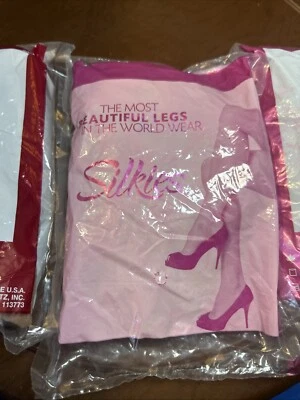 THE MOST
BEAUTIFUL LEGS
IN THE WORLD WEAR
Silkies
E U.S.A.
TZ, INC.
113773